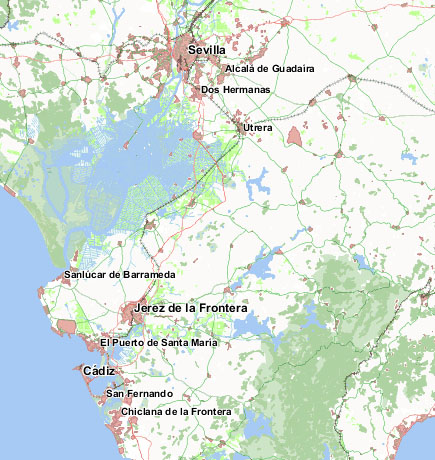 Sevilla
Alcalá de Guadaira
Dos Hermanas
Utrera
Sanlúcar de Barrameda
Jerez de la Frontera
El Puerto de Santa María
Cádiz
San Fernando
Chiclana de la Frontera